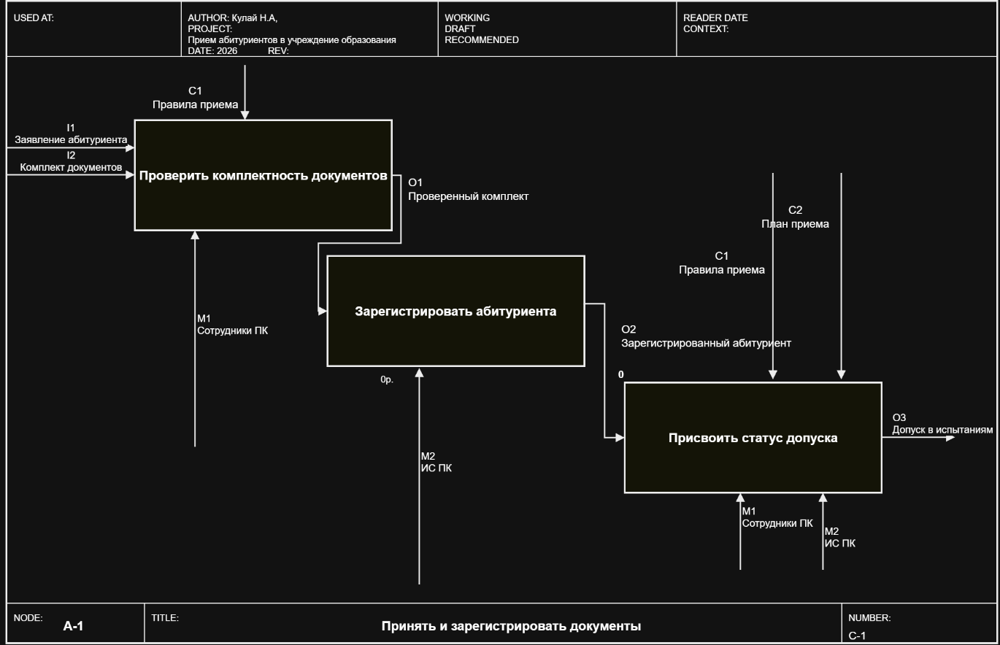 USED AT:
AUTHOR: Кулай Н.А,
PROJECT:
Прием абитуриентов в учреждение образования
DATE: 2026 REV:
WORKING
DRAFT
RECOMMENDED
READER DATE
CONTEXT:
C1
Правила приема
I1
Заявление абитуриента
I2
Комплект документов
Проверить комплектность документов
O1
Проверенный комплект
C2
План приема
C1
Правила приема
M1
Сотрудники ПК
Зарегистрировать абитуриента
O2
Зарегистрированный абитуриент
0р.
0
M2
ИС ПК
Присвоить статус допуска
O3
Допуск в испытаниям
M1
Сотрудники ПК
M2
ИС ПК
NODE:
A-1
TITLE:
Принять и зарегистрировать документы
NUMBER:
C-1